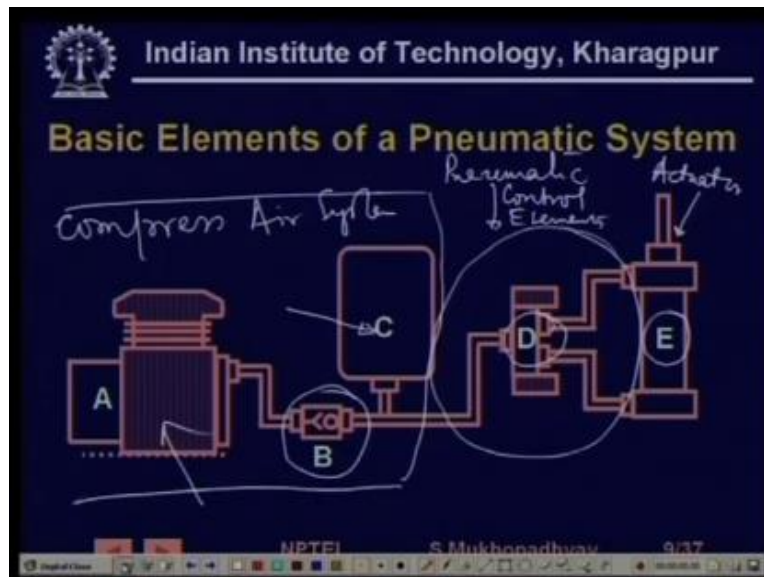 Indian Institute of Technology, Kharagpur
Basic Elements of a Pneumatic System
Pneumatic
Control
Elements
Actuator
Compress Air System
C
D
E
A
B
NPTEL S.Mukhopadhyay 9/37